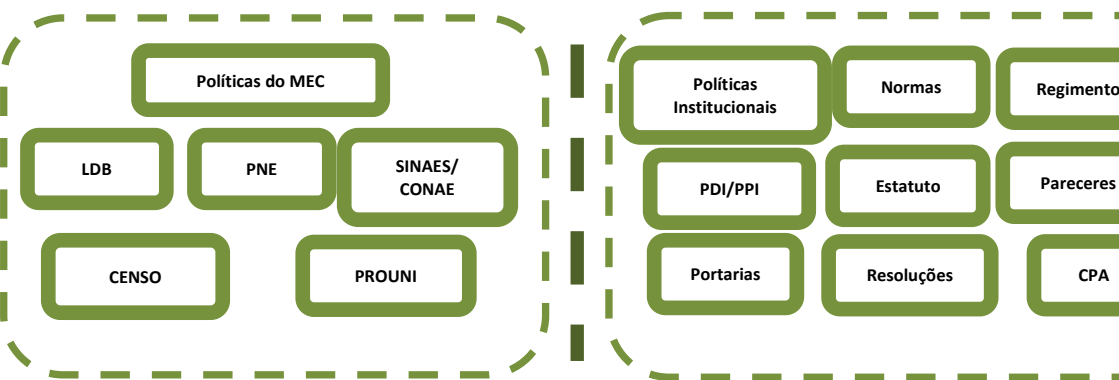 Políticas do MEC
LDB
PNE
SINAES/
CONAE
CENSO
PROUNI
Políticas
Institucionais
Normas
Regimento
PDI/PPI
Estatuto
Pareceres
Portarias
Resoluções
CPA